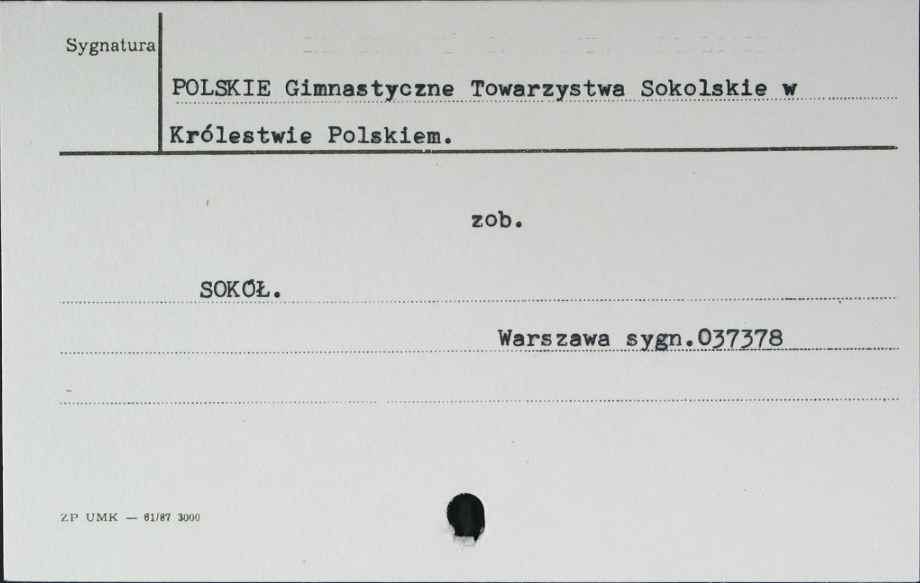 Sygnatura
POLSKIE Gimnastyczne Towarzystwa Sokolskie w
Królestwie Polskiem.
zob.
SOKÓŁ.
Warszawa sygn.037378
ZP UMK — 61/87 3000